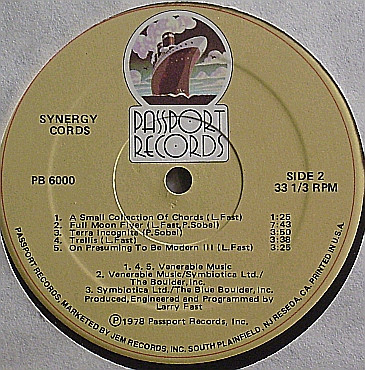 PASSPORT
RECORDS
SYNERGY
CORDS
PB 6000
SIDE 2
33 1/3 RPM
1. A Small Collection Of Chords (L.Fast) 1:25
2. Full Moon Flyer (L.Fast,P.Sobel) 7:43
3. Terra Incognita (P.Sobel) 3:50
4. Trellis (L.Fast) 3:38
5. On Presuming To Be Modern III (L.Fast) 3:25
1, 4, 5. Venerable Music
2. Venerable Music/Symbiotica Ltd./
The Boulder, Inc.
3. Symbiotica Ltd./The Blue Boulder, Inc.
Produced, Engineered and Programmed by
Larry Fast
Ⓟ1978 Passport Records, Inc.
PASSPORT RECORDS, MARKETED BY JEM RECORDS, INC. SOUTH PLAINFIELD, NJ RESEDA, CA. PRINTED IN U.S.A.